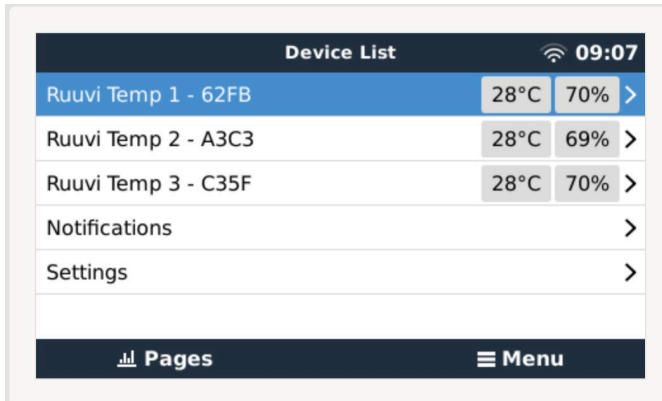 Device List 09:07
Ruuvi Temp 1 - 62FB 28°C 70%
Ruuvi Temp 2 - A3C3 28°C 69%
Ruuvi Temp 3 - C35F 28°C 70%
Notifications
Settings
Pages Menu